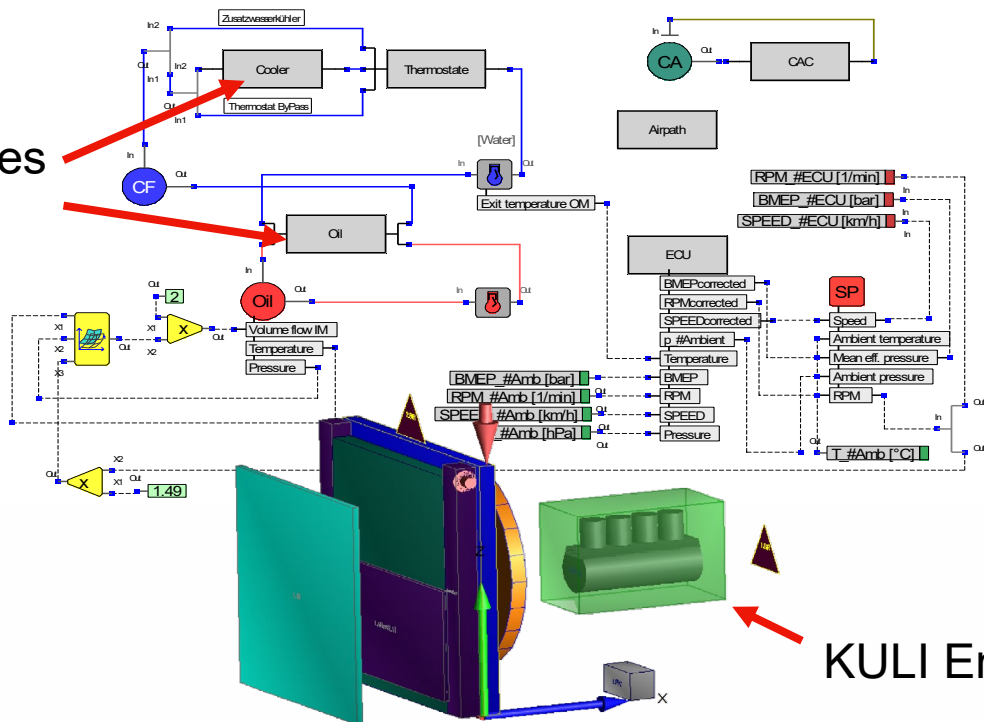 In2
Zusatzwasserkühler
In
Out
In2
In1
Cooler
Thermostate
CA
Out
CAC
Out
In1
Thermostat ByPass
Airpath
es
[Water]
In
CF
Out
In
Out
RPM_#ECU [1/min]
BMEP_#ECU [bar]
In
SPEED_#ECU [km/h]
In
Exit temperature OM
Oil
ECU
In
BMEPcorrected
SP
Out
2
Oil
Out
In
Out
RPMcorrected
SPEEDcorrected
Speed
X1
X1
X
Volume flow IM
p_#Ambient
Ambient temperature
X2
Out
X2
Temperature
Temperature
Mean eff. pressure
X3
Pressure
BMEP_#Amb [bar]
BMEP
Ambient pressure
RPM_#Amb [1/min]
Out
RPM
RPM
In
Out
_#Amb [km/h]
Out
SPEED
_#Amb [hPa]
Out
Pressure
T_#Amb [°C]
Out
X2
Out
X
X1
Out
1.49
Z
KULI En
X